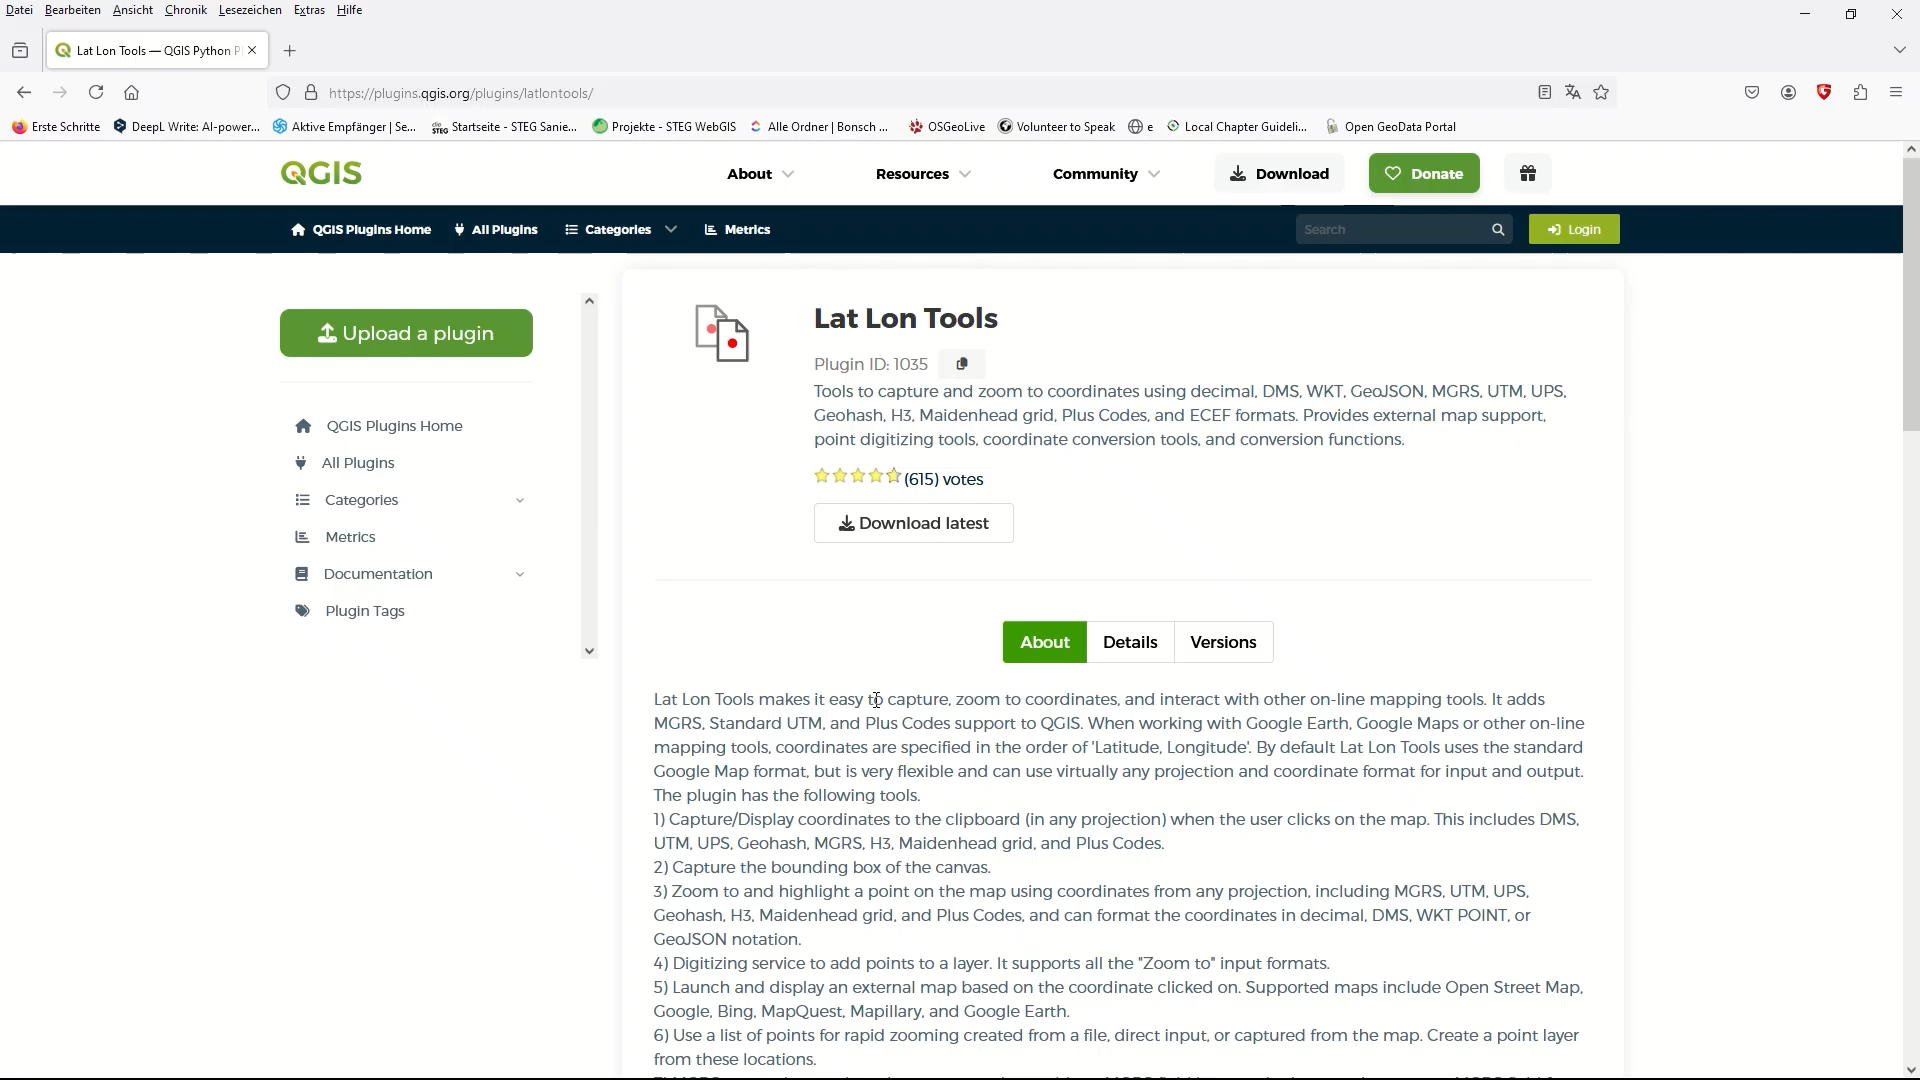 Datei Bearbeiten Ansicht Chronik Lesezeichen Extras Hilfe
Lat Lon Tools — QGIS Python P
https://plugins.qgis.org/plugins/latlontools/
Erste Schritte DeepL Write: AI-power... Aktive Empfänger | Se... Startseite - STEG Sanie... Projekte - STEG WebGIS Alle Ordner | Bonsch ... OSGeoLive Volunteer to Speak e Local Chapter Guideli... Open GeoData Portal
QGIS About Resources Community Download Donate
QGIS Plugins Home All Plugins Categories Metrics Search Login
Upload a plugin
QGIS Plugins Home
All Plugins
Categories
Metrics
Documentation
Plugin Tags
Lat Lon Tools
Plugin ID: 1035
Tools to capture and zoom to coordinates using decimal, DMS, WKT, GeoJSON, MGRS, UTM, UPS,
Geohash, H3, Maidenhead grid, Plus Codes, and ECEF formats. Provides external map support,
point digitizing tools, coordinate conversion tools, and conversion functions.
(615) votes
Download latest
About Details Versions
Lat Lon Tools makes it easy to capture, zoom to coordinates, and interact with other on-line mapping tools. It adds
MGRS, Standard UTM, and Plus Codes support to QGIS. When working with Google Earth, Google Maps or other on-line
mapping tools, coordinates are specified in the order of 'Latitude, Longitude'. By default Lat Lon Tools uses the standard
Google Map format, but is very flexible and can use virtually any projection and coordinate format for input and output.
The plugin has the following tools.
1) Capture/Display coordinates to the clipboard (in any projection) when the user clicks on the map. This includes DMS,
UTM, UPS, Geohash, MGRS, H3, Maidenhead grid, and Plus Codes.
2) Capture the bounding box of the canvas.
3) Zoom to and highlight a point on the map using coordinates from any projection, including MGRS, UTM, UPS,
Geohash, H3, Maidenhead grid, and Plus Codes, and can format the coordinates in decimal, DMS, WKT POINT, or
GeoJSON notation.
4) Digitizing service to add points to a layer. It supports all the "Zoom to" input formats.
5) Launch and display an external map based on the coordinate clicked on. Supported maps include Open Street Map,
Google, Bing, MapQuest, Mapillary, and Google Earth.
6) Use a list of points for rapid zooming created from a file, direct input, or captured from the map. Create a point layer
from these locations.